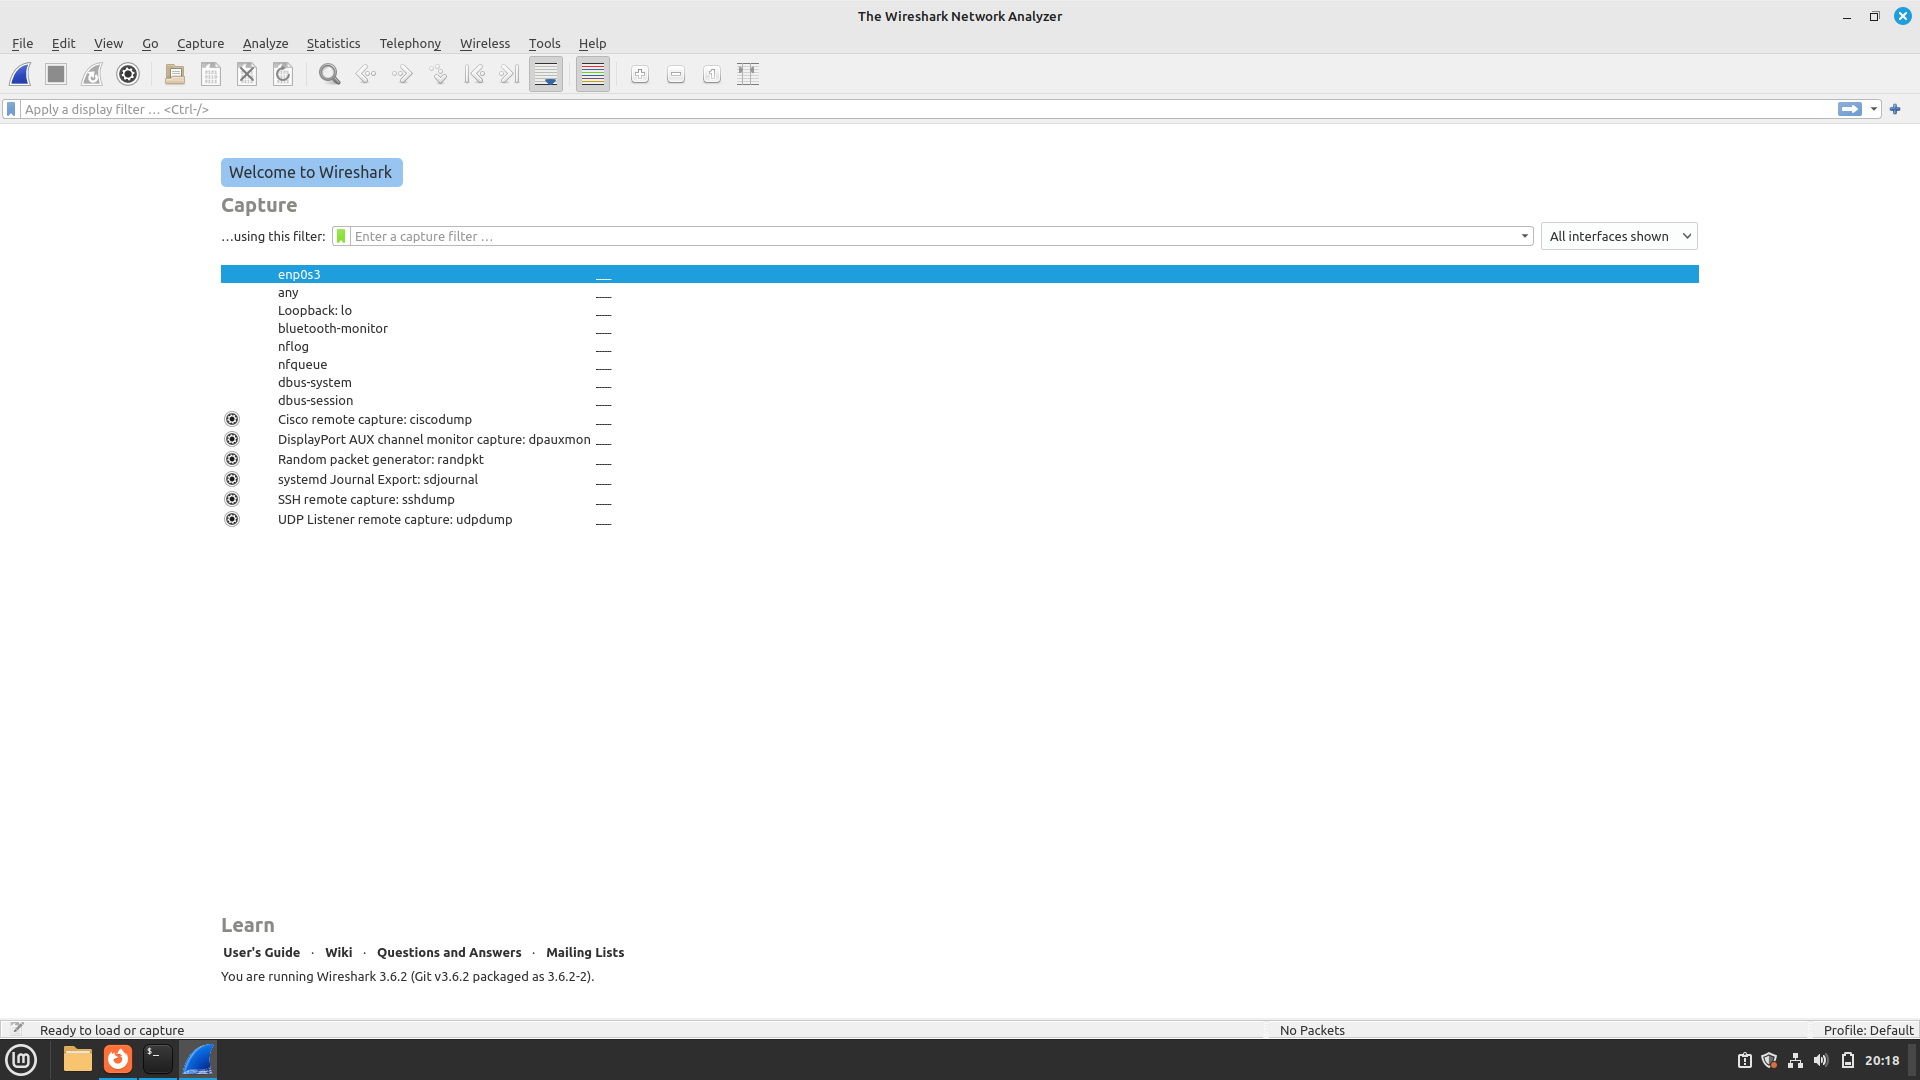 The Wireshark Network Analyzer
File Edit View Go Capture Analyze Statistics Telephony Wireless Tools Help
Apply a display filter … <Ctrl-/>
Welcome to Wireshark
Capture
…using this filter: Enter a capture filter … All interfaces shown
enp0s3
any
Loopback: lo
bluetooth-monitor
nflog
nfqueue
dbus-system
dbus-session
Cisco remote capture: ciscodump
DisplayPort AUX channel monitor capture: dpauxmon
Random packet generator: randpkt
systemd Journal Export: sdjournal
SSH remote capture: sshdump
UDP Listener remote capture: udpdump
Learn
User's Guide · Wiki · Questions and Answers · Mailing Lists
You are running Wireshark 3.6.2 (Git v3.6.2 packaged as 3.6.2-2).
Ready to load or capture No Packets Profile: Default
20:18